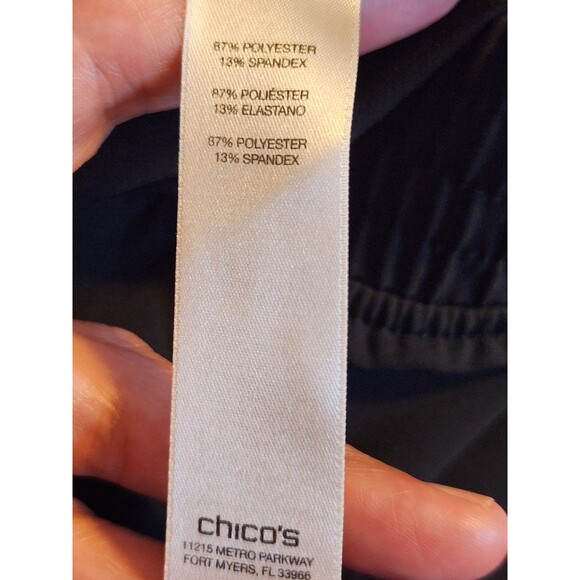 87% POLYESTER
13% SPANDEX
87% POLIÉSTER
13% ELASTANO
87% POLYESTER
13% SPANDEX
chico's
11215 METRO PARKWAY
FORT MYERS, FL 33966